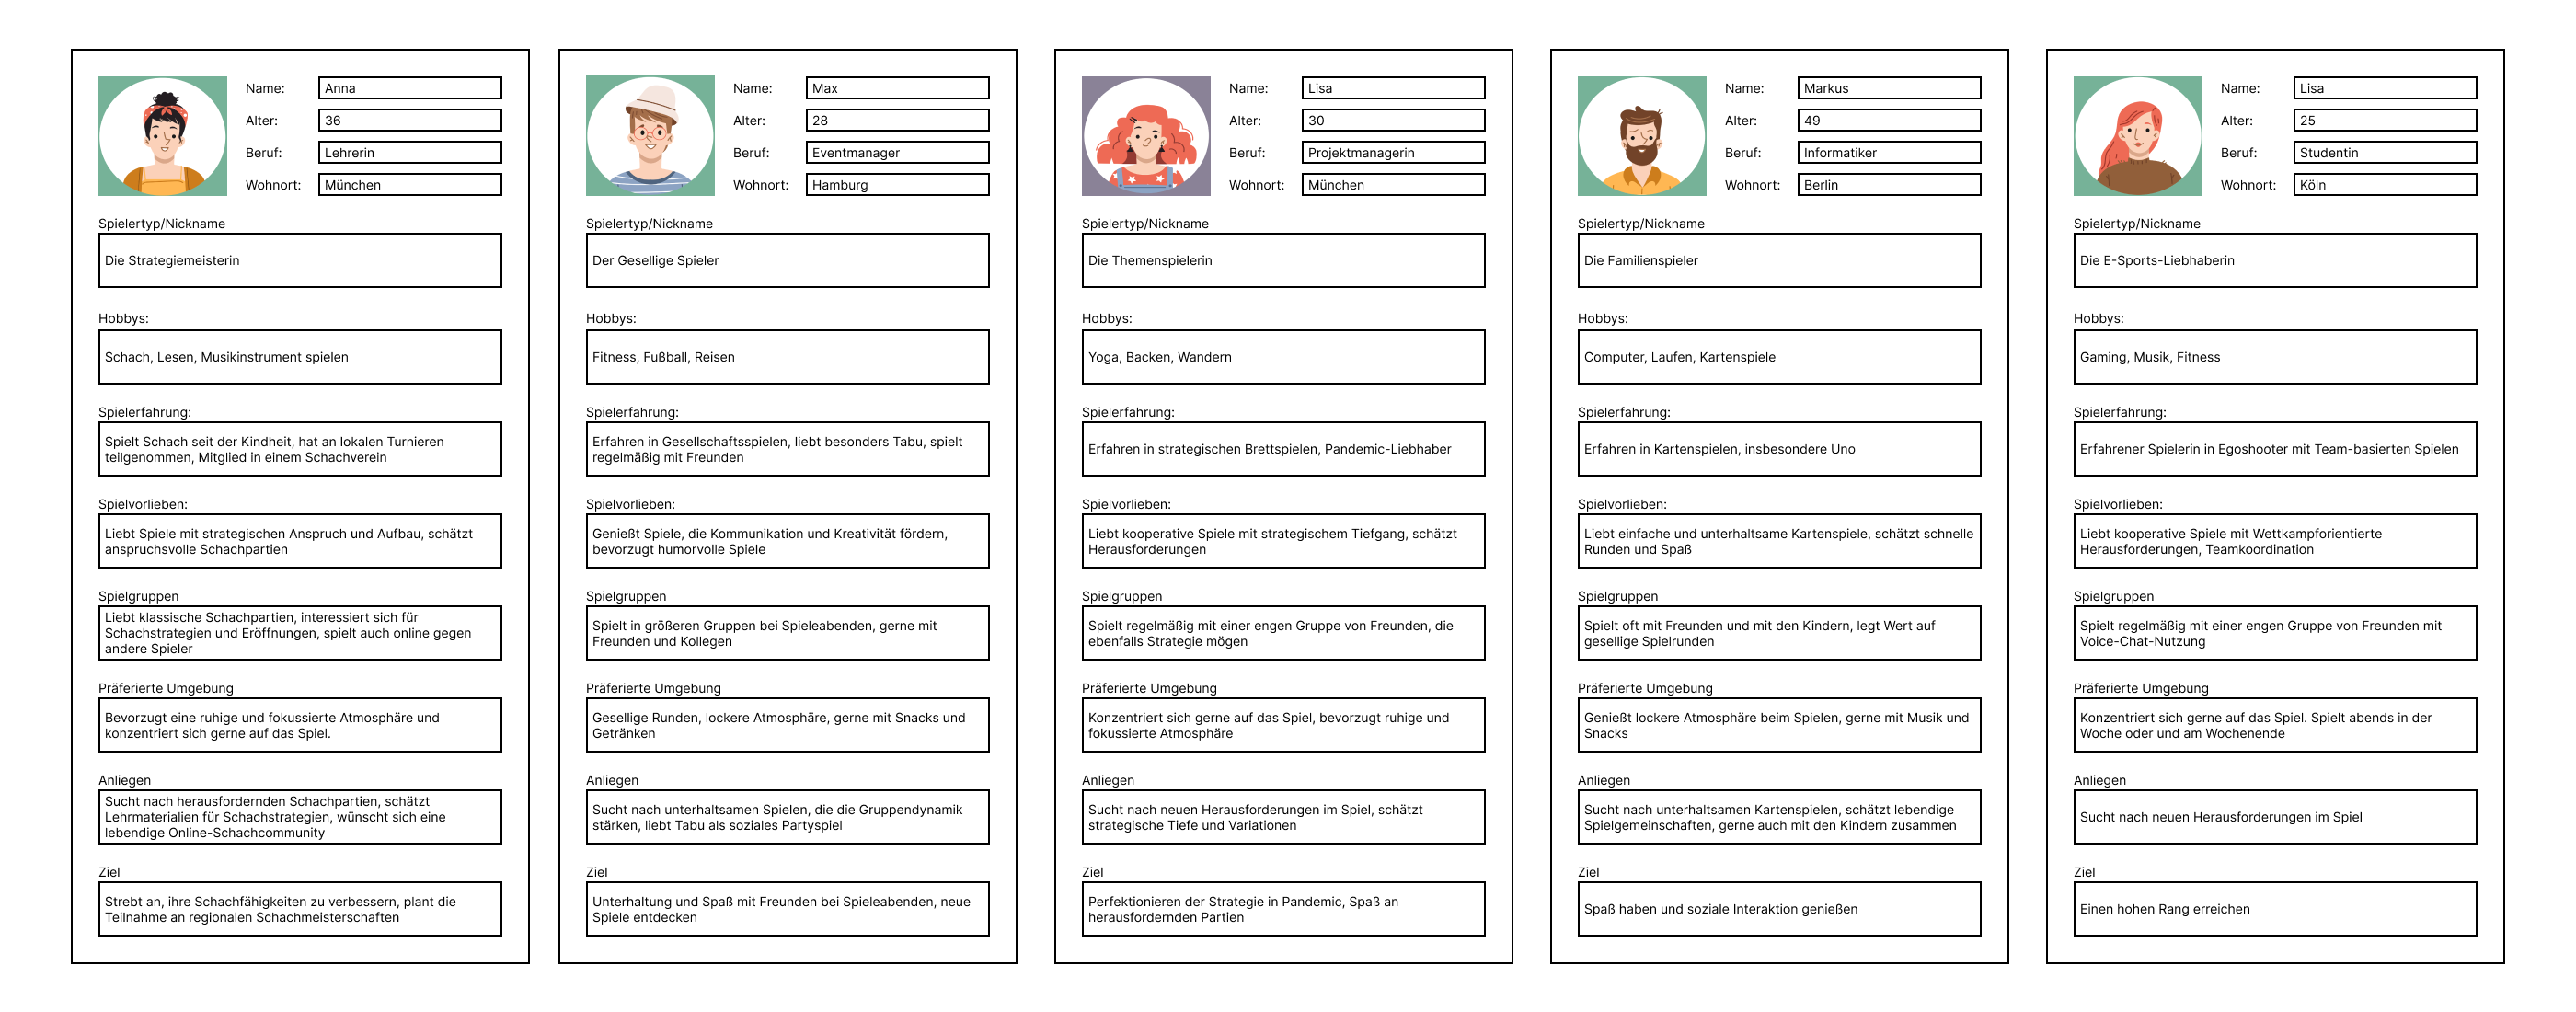 Name: Anna
Alter: 36
Beruf: Lehrerin
Wohnort: München
Spielertyp/Nickname
Die Strategiemeisterin
Hobbys:
Schach, Lesen, Musikinstrument spielen
Spielerfahrung:
Spielt Schach seit der Kindheit, hat an lokalen Turnieren
teilgenommen, Mitglied in einem Schachverein
Spielvorlieben:
Liebt Spiele mit strategischen Anspruch und Aufbau, schätzt
anspruchsvolle Schachpartien
Spielgruppen
Liebt klassische Schachpartien, interessiert sich für
Schachstrategien und Eröffnungen, spielt auch online gegen
andere Spieler
Präferierte Umgebung
Bevorzugt eine ruhige und fokussierte Atmosphäre und
konzentriert sich gerne auf das Spiel.
Anliegen
Sucht nach herausfordernden Schachpartien, schätzt
Lehrmaterialien für Schachstrategien, wünscht sich eine
lebendige Online-Schachcommunity
Ziel
Strebt an, ihre Schachfähigkeiten zu verbessern, plant die
Teilnahme an regionalen Schachmeisterschaften
Name: Max
Alter: 28
Beruf: Eventmanager
Wohnort: Hamburg
Spielertyp/Nickname
Der Gesellige Spieler
Hobbys:
Fitness, Fußball, Reisen
Spielerfahrung:
Erfahren in Gesellschaftsspielen, liebt besonders Tabu, spielt
regelmäßig mit Freunden
Spielvorlieben:
Genießt Spiele, die Kommunikation und Kreativität fördern,
bevorzugt humorvolle Spiele
Spielgruppen
Spielt in größeren Gruppen bei Spieleabenden, gerne mit
Freunden und Kollegen
Präferierte Umgebung
Gesellige Runden, lockere Atmosphäre, gerne mit Snacks und
Getränken
Anliegen
Sucht nach unterhaltsamen Spielen, die die Gruppendynamik
stärken, liebt Tabu als soziales Partyspiel
Ziel
Unterhaltung und Spaß mit Freunden bei Spieleabenden, neue
Spiele entdecken
Name: Lisa
Alter: 30
Beruf: Projektmanagerin
Wohnort: München
Spielertyp/Nickname
Die Themenspielerin
Hobbys:
Yoga, Backen, Wandern
Spielerfahrung:
Erfahren in strategischen Brettspielen, Pandemic-Liebhaber
Spielvorlieben:
Liebt kooperative Spiele mit strategischem Tiefgang, schätzt
Herausforderungen
Spielgruppen
Spielt regelmäßig mit einer engen Gruppe von Freunden, die
ebenfalls Strategie mögen
Präferierte Umgebung
Konzentriert sich gerne auf das Spiel, bevorzugt ruhige und
fokussierte Atmosphäre
Anliegen
Sucht nach neuen Herausforderungen im Spiel, schätzt
strategische Tiefe und Variationen
Ziel
Perfektionieren der Strategie in Pandemic, Spaß an
herausfordernden Partien
Name: Markus
Alter: 49
Beruf: Informatiker
Wohnort: Berlin
Spielertyp/Nickname
Die Familienspieler
Hobbys:
Computer, Laufen, Kartenspiele
Spielerfahrung:
Erfahren in Kartenspielen, insbesondere Uno
Spielvorlieben:
Liebt einfache und unterhaltsame Kartenspiele, schätzt schnelle
Runden und Spaß
Spielgruppen
Spielt oft mit Freunden und mit den Kindern, legt Wert auf
gesellige Spielrunden
Präferierte Umgebung
Genießt lockere Atmosphäre beim Spielen, gerne mit Musik und
Snacks
Anliegen
Sucht nach unterhaltsamen Kartenspielen, schätzt lebendige
Spielgemeinschaften, gerne auch mit den Kindern zusammen
Ziel
Spaß haben und soziale Interaktion genießen
Name: Lisa
Alter: 25
Beruf: Studentin
Wohnort: Köln
Spielertyp/Nickname
Die E-Sports-Liebhaberin
Hobbys:
Gaming, Musik, Fitness
Spielerfahrung:
Erfahrener Spielerin in Egoshooter mit Team-basierten Spielen
Spielvorlieben:
Liebt kooperative Spiele mit Wettkampforientierte
Herausforderungen, Teamkoordination
Spielgruppen
Spielt regelmäßig mit einer engen Gruppe von Freunden mit
Voice-Chat-Nutzung
Präferierte Umgebung
Konzentriert sich gerne auf das Spiel. Spielt abends in der
Woche oder und am Wochenende
Anliegen
Sucht nach neuen Herausforderungen im Spiel
Ziel
Einen hohen Rang erreichen